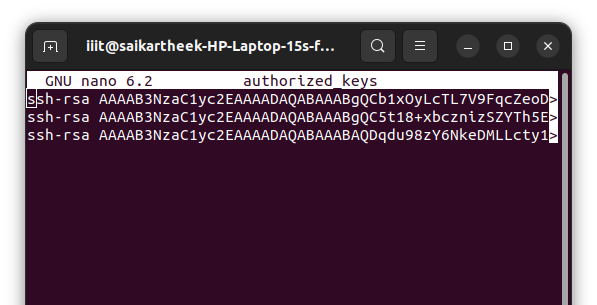 iiit@saikartheek-HP-Laptop-15s-f...
GNU nano 6.2 authorized_keys
ssh-rsa AAAAB3NzaC1yc2EAAAADAQABAAABgQCb1xOyLcTL7V9FqcZeoD>
ssh-rsa AAAAB3NzaC1yc2EAAAADAQABAAABgQC5t18+xbcznizSZYTh5E>
ssh-rsa AAAAB3NzaC1yc2EAAAADAQABAAABAQDqdu98zY6NkeDMLLcty1>